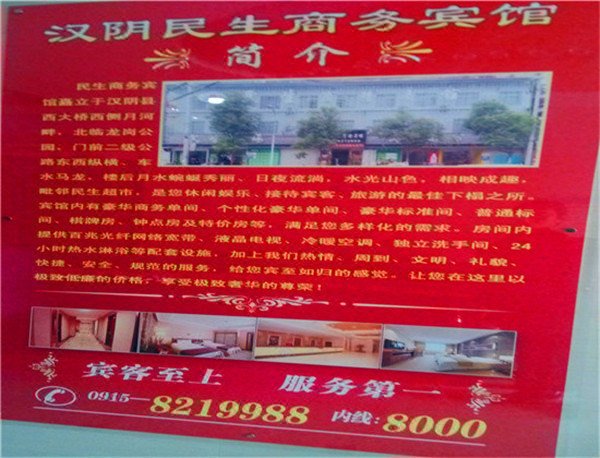 汉阴民生商务宾馆
简介
民生商务宾
馆矗立于汉阴县
西大桥西侧月河
畔，北临龙岗公
园、门前二级公
路东西纵横、车
水马龙，楼后月水蜿蜒秀丽、日夜流淌，水光山色，相映成趣，
毗邻民生超市，是您休闲娱乐、接待宾客、旅游的最佳下榻之所。
宾馆内有豪华商务单间、个性化豪华单间、豪华标准间、普通标
间、棋牌房、钟点房及特价房等，满足您多样化的需求。房间内
提供百兆光纤网络宽带、液晶电视、冷暖空调、独立洗手间、24
小时热水淋浴等配套设施，加上我们热情、周到、文明、礼貌、
快捷、安全、规范的服务，给您宾至如归的感觉。让您在这里以
极致低廉的价格，享受极致奢华的尊荣！
宾客至上 服务第一
0915—8219988 内线：8000